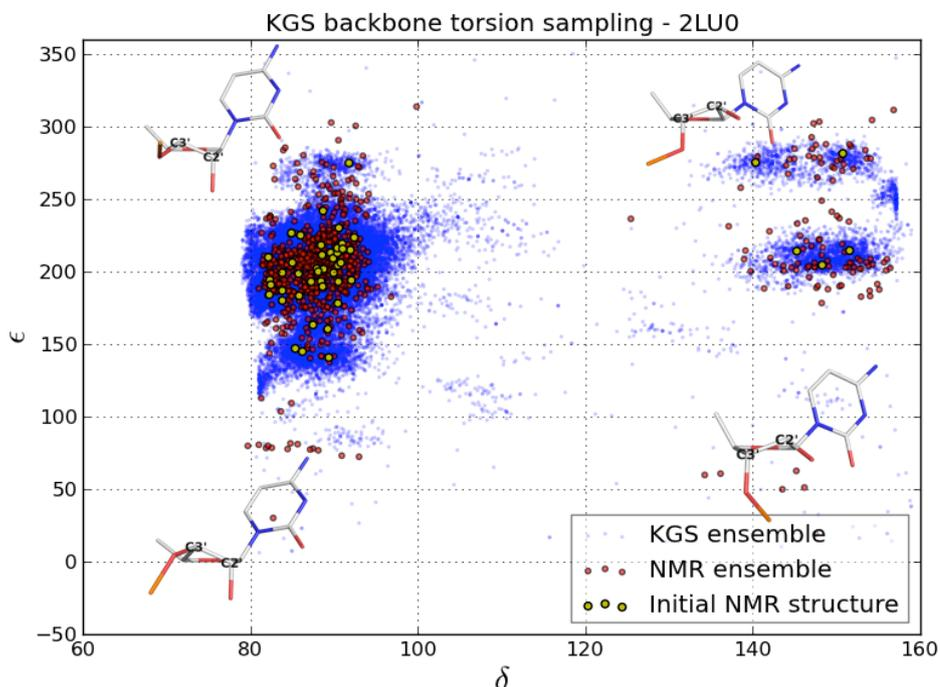 KGS backbone torsion sampling - 2LU0
350
300
250
200
150
100
50
0
−50
ϵ
C3'
C2'
C3'
C2'
C3'
C2'
C3'
C2'
KGS ensemble
NMR ensemble
Initial NMR structure
60
80
100
120
140
160
δ